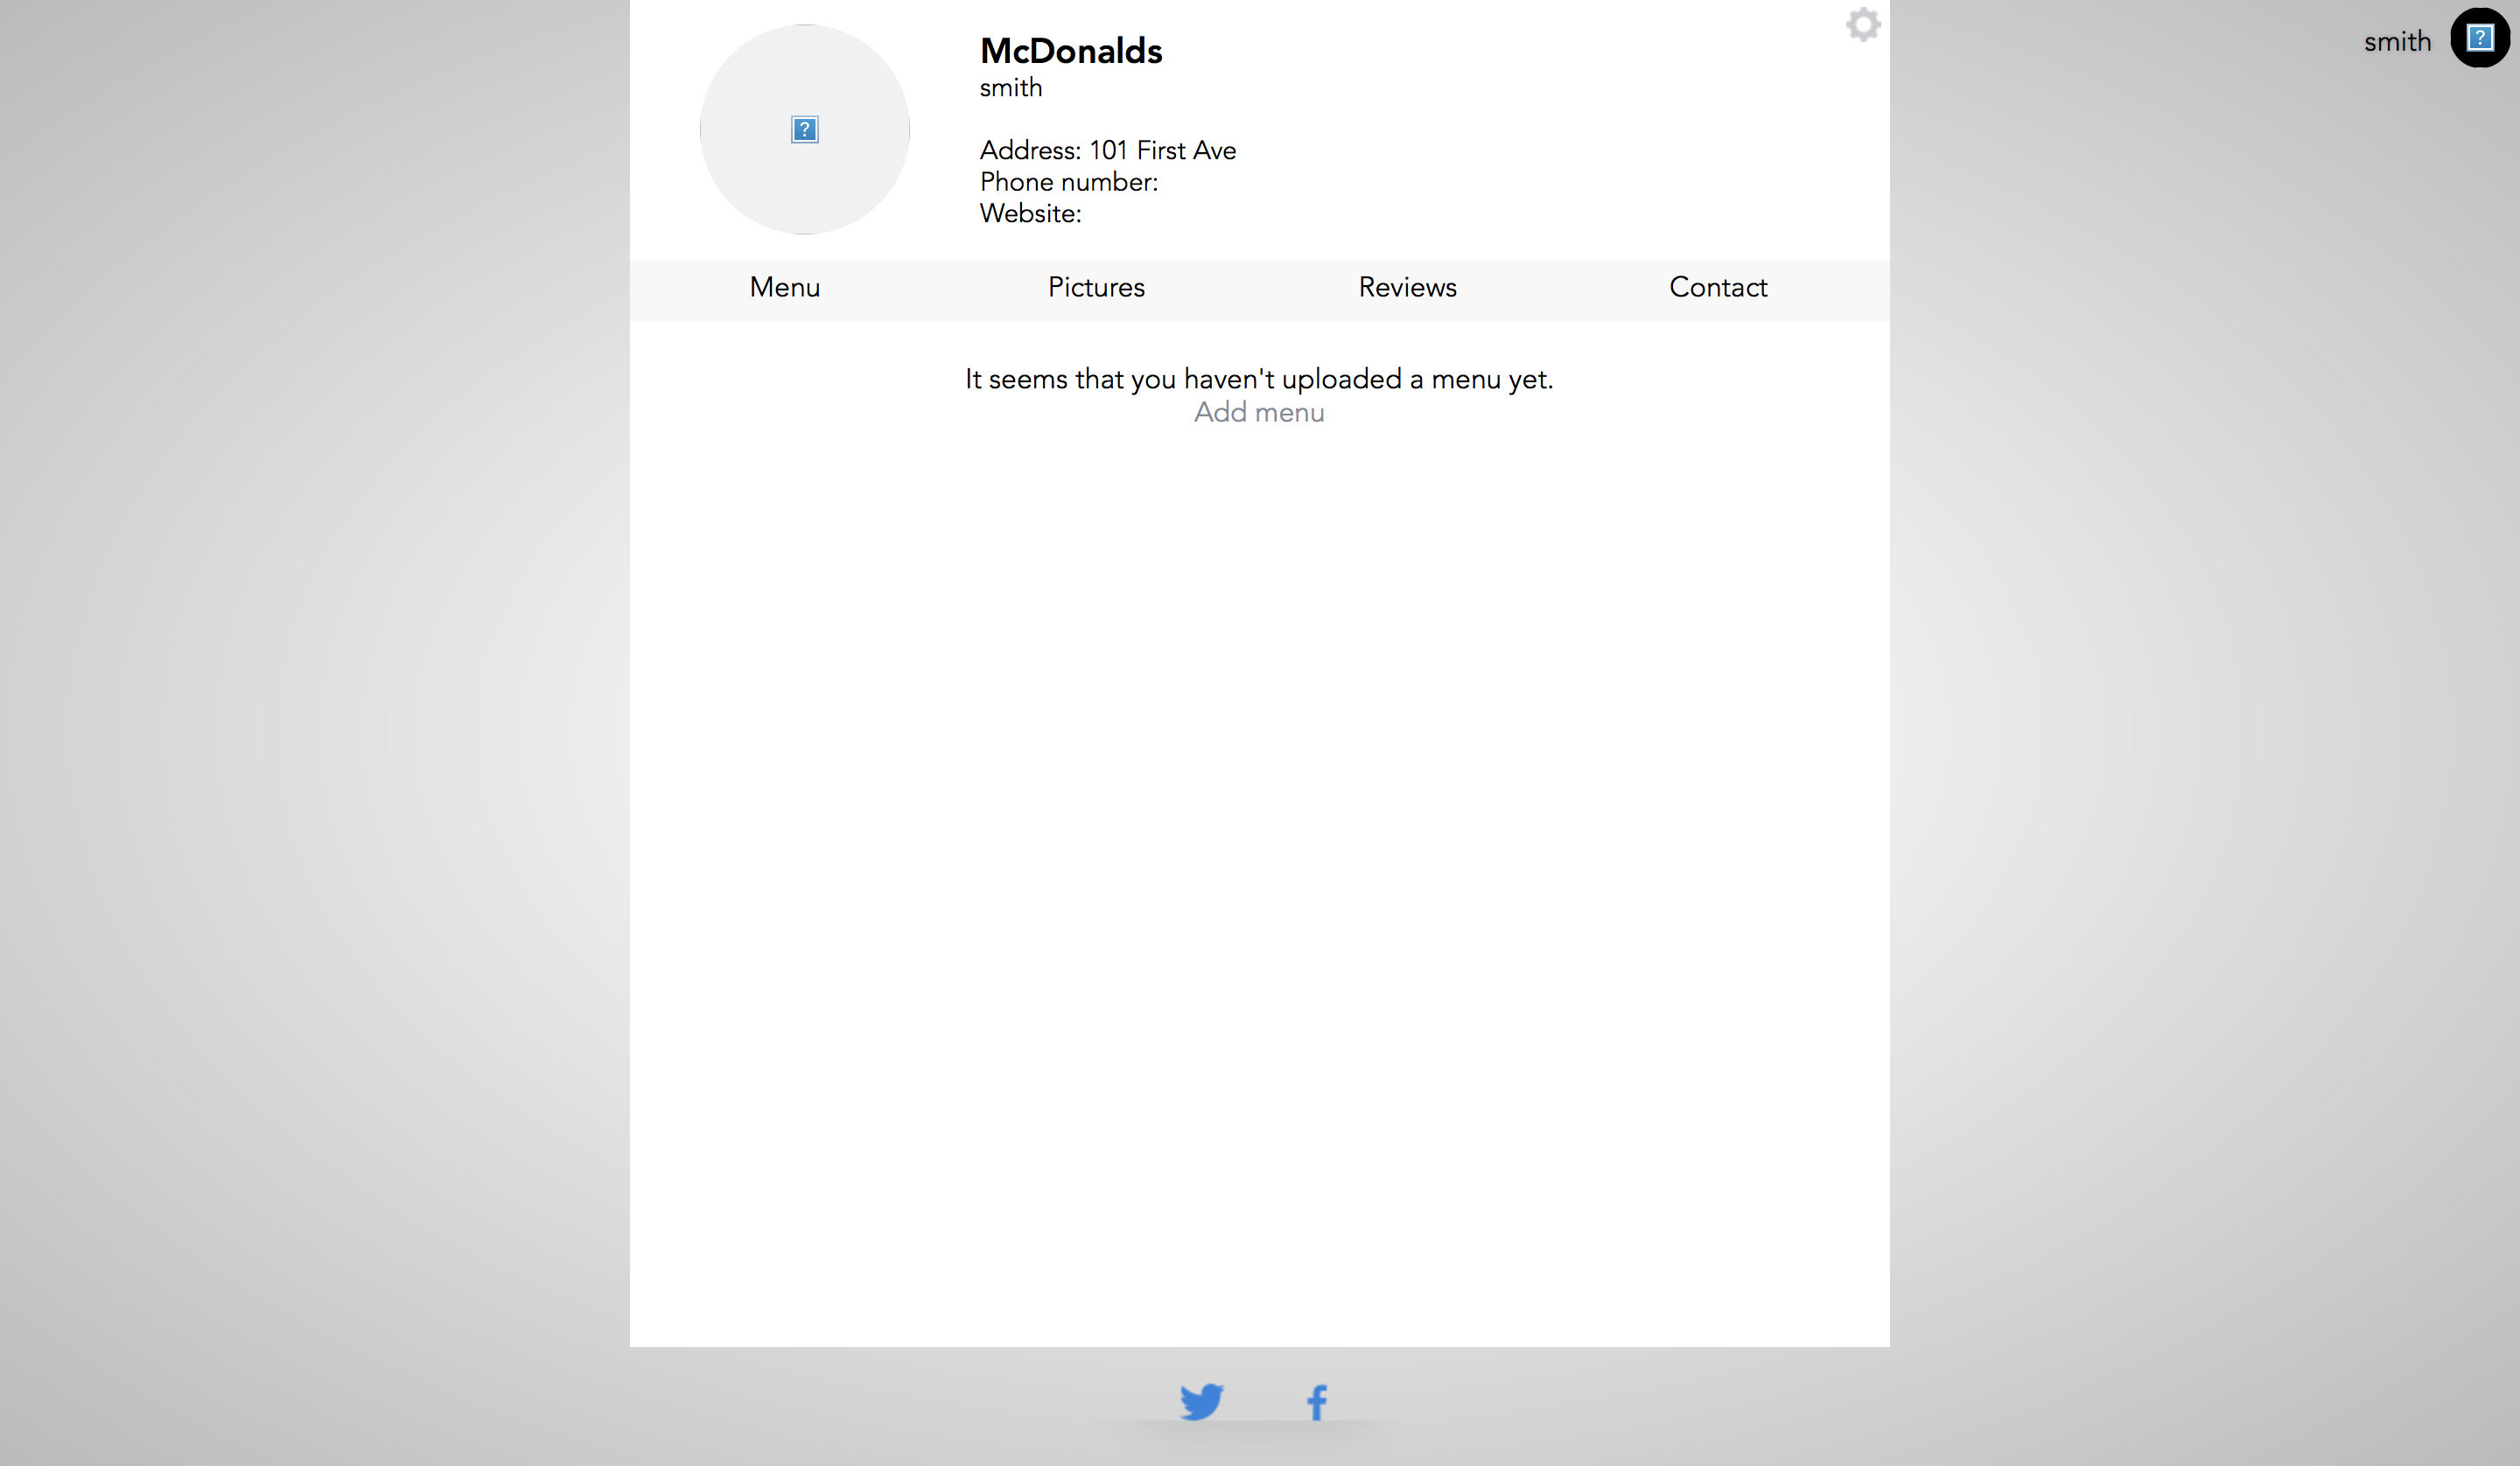 McDonalds
smith
smith
Address: 101 First Ave
Phone number:
Website:
Menu Pictures Reviews Contact
It seems that you haven't uploaded a menu yet.
Add menu